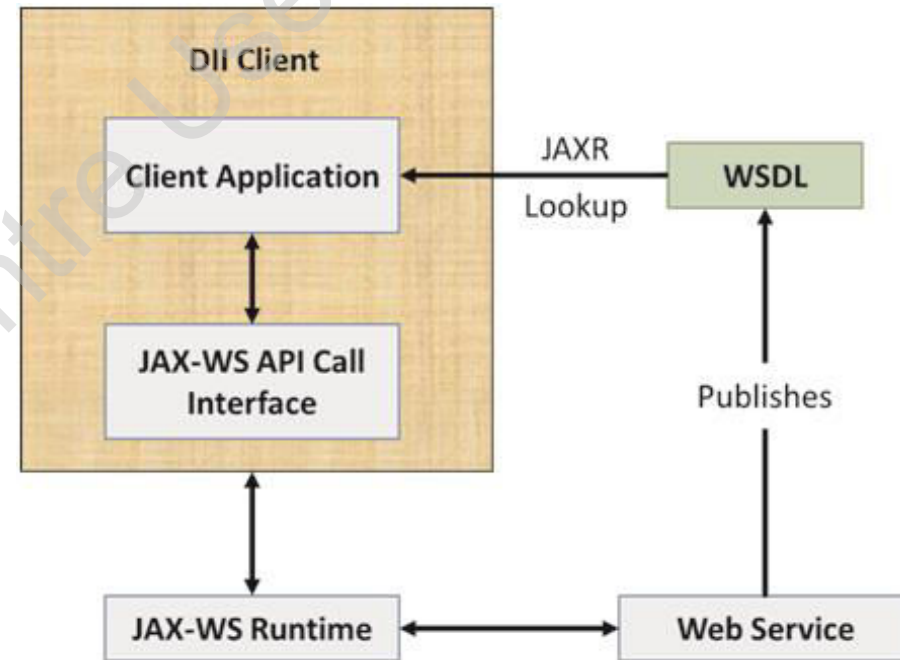 DII Client
Client Application
JAXR
Lookup
WSDL
JAX-WS API Call
Interface
Publishes
JAX-WS Runtime
Web Service